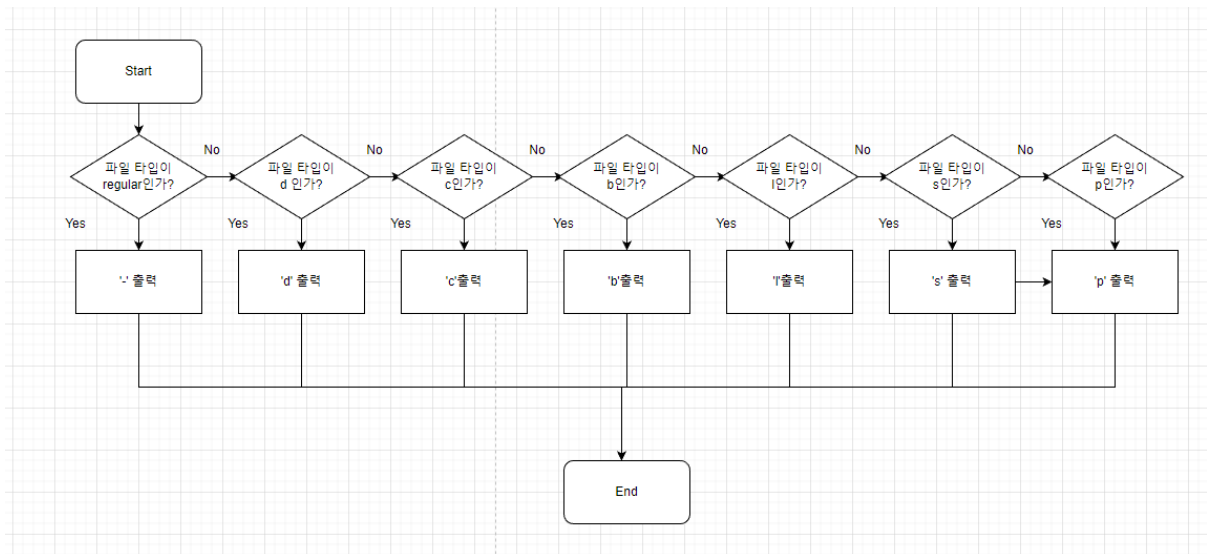 Start
No
No
No
No
No
No
파일 타입이
regular인가?
파일 타입이
d 인가?
파일 타입이
c인가?
파일 타입이
b인가?
파일 타입이
l인가?
파일 타입이
s인가?
파일 타입이
p인가?
Yes
Yes
Yes
Yes
Yes
Yes
Yes
'-' 출력
'd' 출력
'c'출력
'b'출력
'l'출력
's' 출력
'p' 출력
End